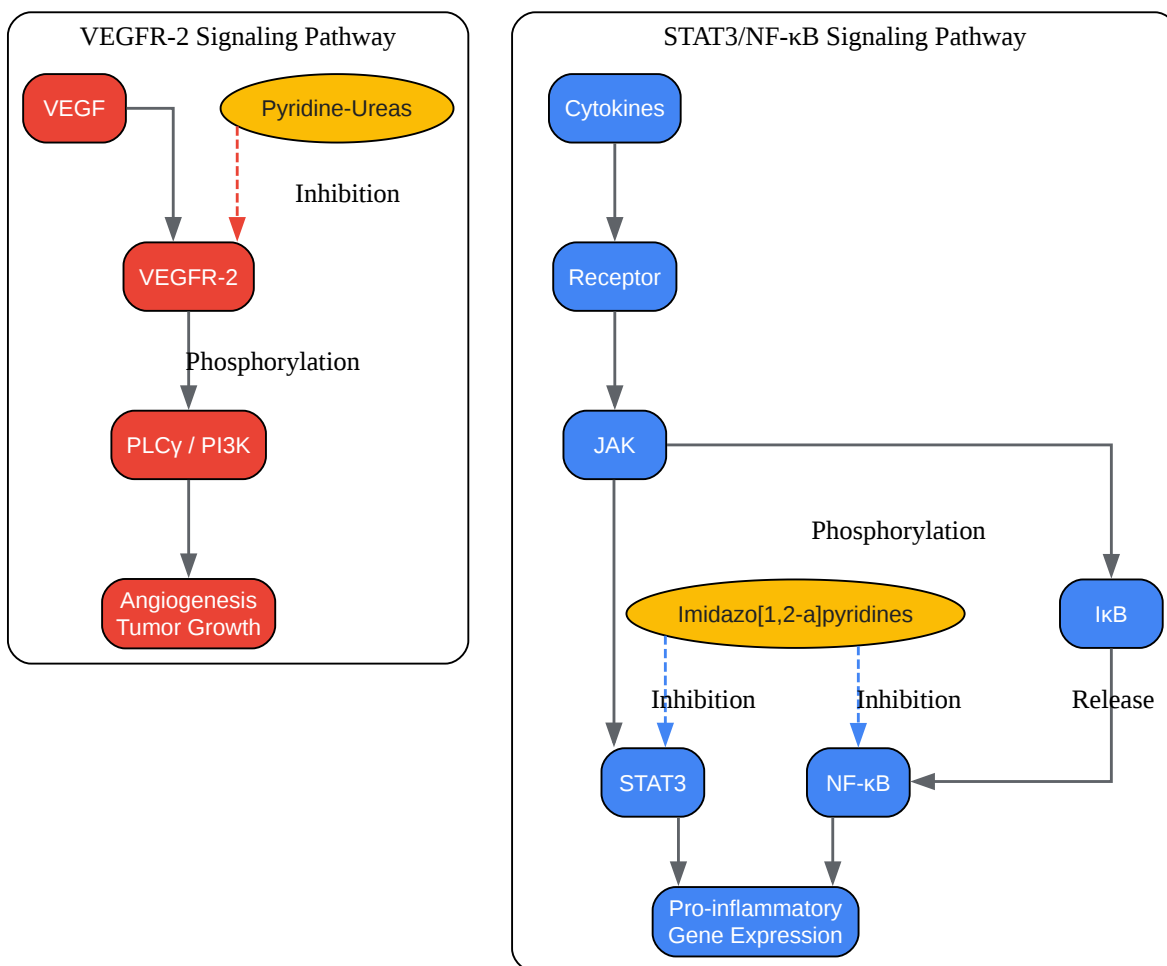 VEGFR-2 Signaling Pathway
VEGF
Pyridine-Ureas
Inhibition
VEGFR-2
Phosphorylation
PLCγ / PI3K
Angiogenesis
Tumor Growth
STAT3/NF-κB Signaling Pathway
Cytokines
Receptor
JAK
Phosphorylation
Imidazo[1,2-a]pyridines
IκB
Inhibition
Inhibition
Release
STAT3
NF-κB
Pro-inflammatory
Gene Expression